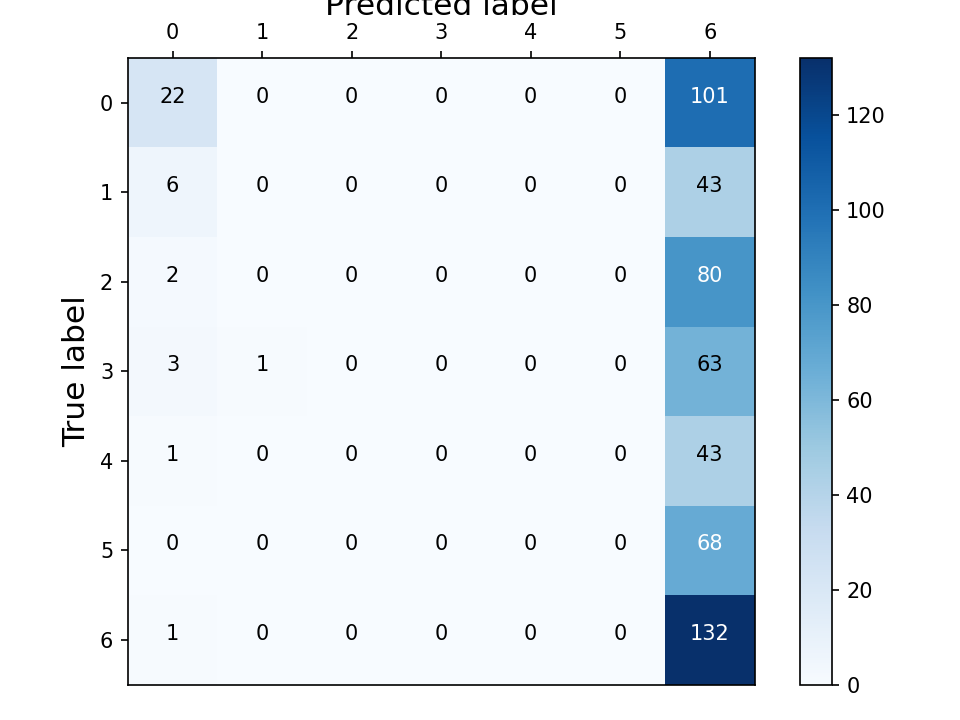 Predicted label
0 1 2 3 4 5 6
0 22 0 0 0 0 0 101
1 6 0 0 0 0 0 43
2 2 0 0 0 0 0 80
3 3 1 0 0 0 0 63
4 1 0 0 0 0 0 43
5 0 0 0 0 0 0 68
6 1 0 0 0 0 0 132
True label
120
100
80
60
40
20
0